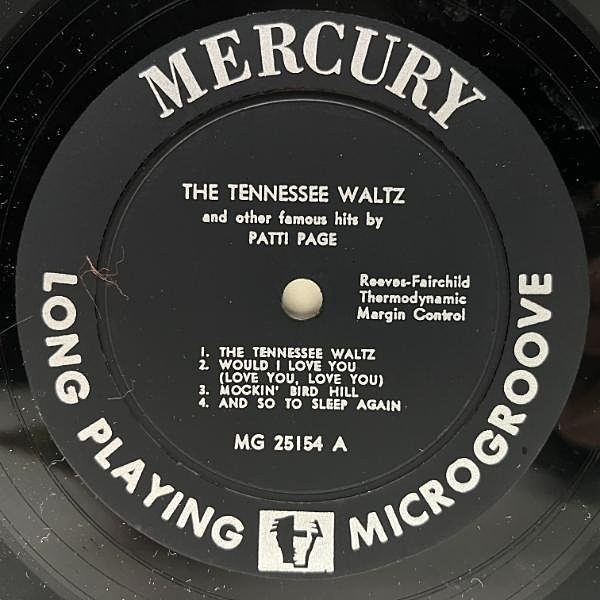 MERCURY
THE TENNESSEE WALTZ
and other famous hits by
PATTI PAGE
Reeves-Fairchild
Thermodynamic
Margin Control
1. THE TENNESSEE WALTZ
2. WOULD I LOVE YOU
(LOVE YOU, LOVE YOU)
3. MOCKIN' BIRD HILL
4. AND SO TO SLEEP AGAIN
MG 25154 A
LONG PLAYING MICROGROOVE